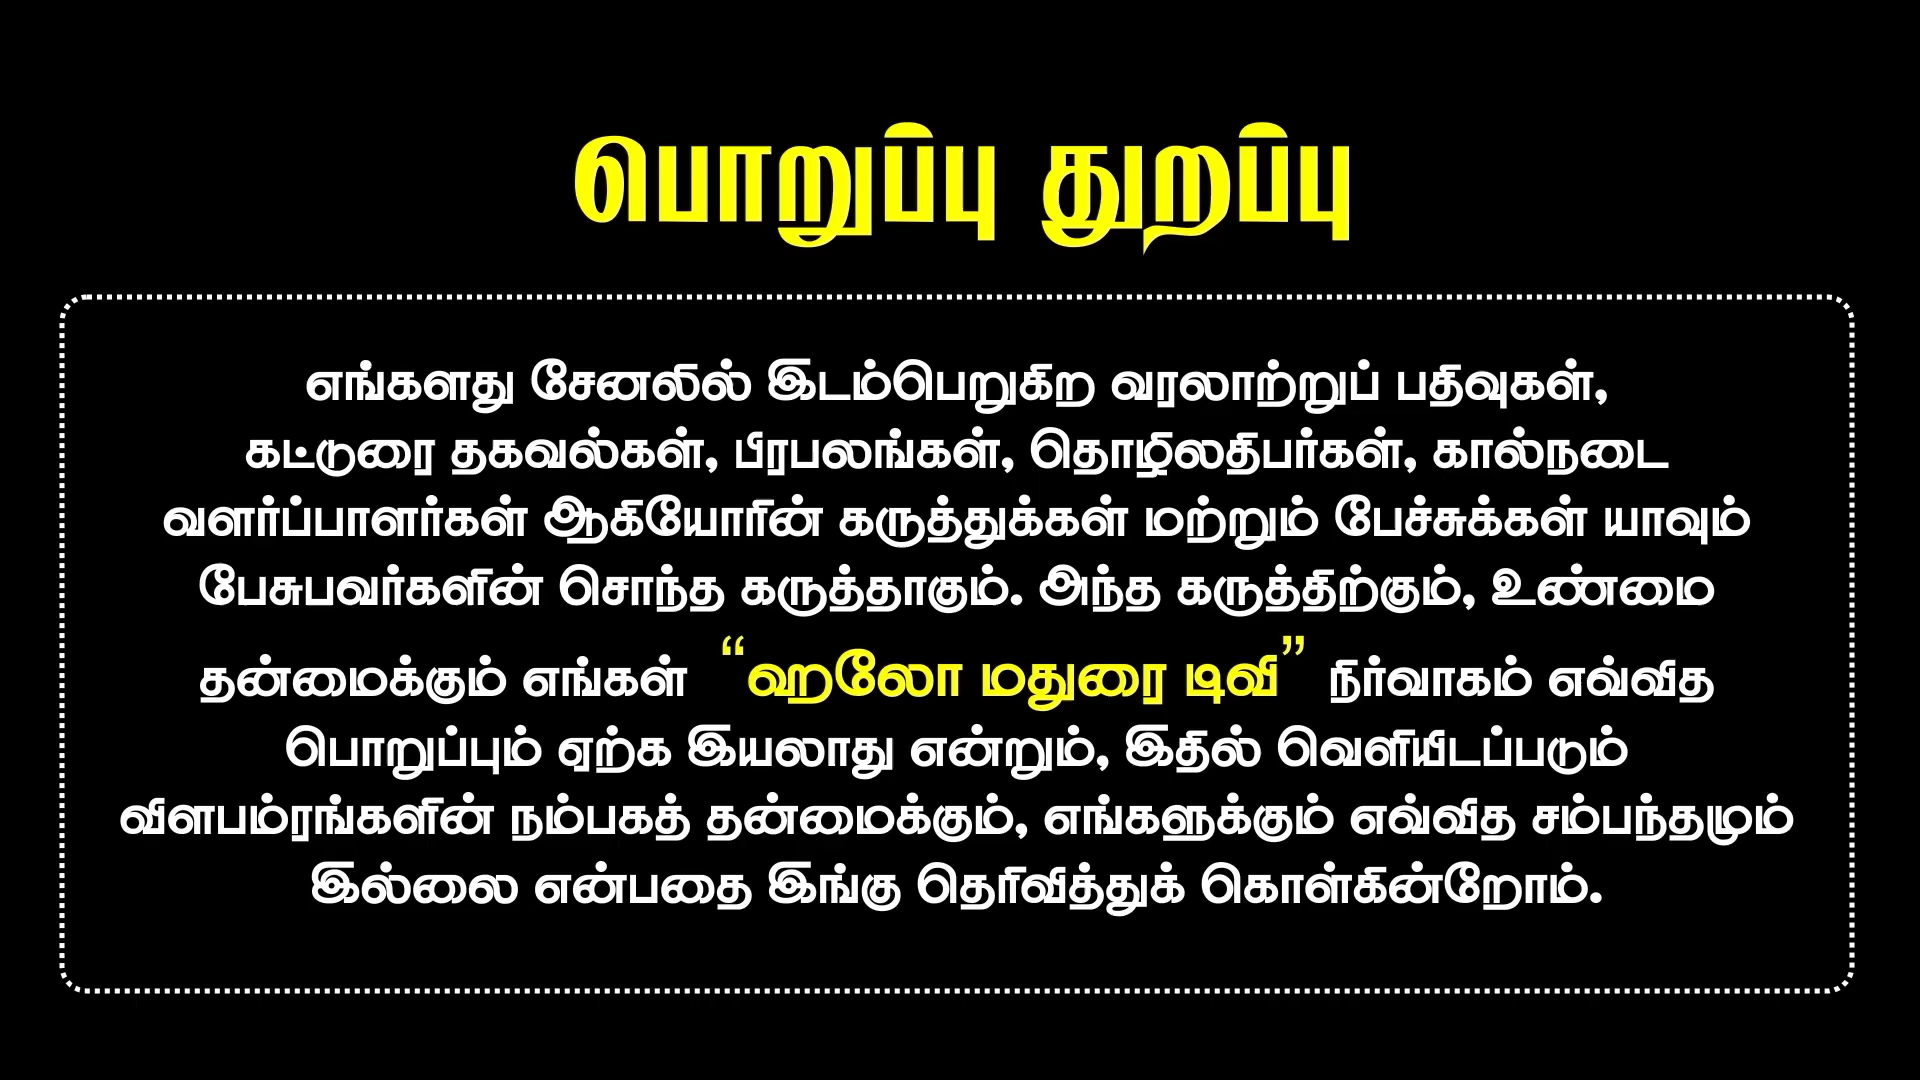 பொறுப்பு துறப்பு
எங்களது சேனலில் இடம்பெறுகிற வரலாற்றுப் பதிவுகள்,
கட்டுரை தகவல்கள், பிரபலங்கள், தொழிலதிபர்கள், கால்நடை
வளர்ப்பாளர்கள் ஆகியோரின் கருத்துக்கள் மற்றும் பேச்சுக்கள் யாவும்
பேசுபவர்களின் சொந்த கருத்தாகும். அந்த கருத்திற்கும், உண்மை
தன்மைக்கும் எங்கள் “ஹலோ மதுரை டிவி” நிர்வாகம் எவ்வித
பொறுப்பும் ஏற்க இயலாது என்றும், இதில் வெளியிடப்படும்
விளபம்ரங்களின் நம்பகத் தன்மைக்கும், எங்களுக்கும் எவ்வித சம்பந்தமும்
இல்லை என்பதை இங்கு தெரிவித்துக் கொள்கின்றோம்.